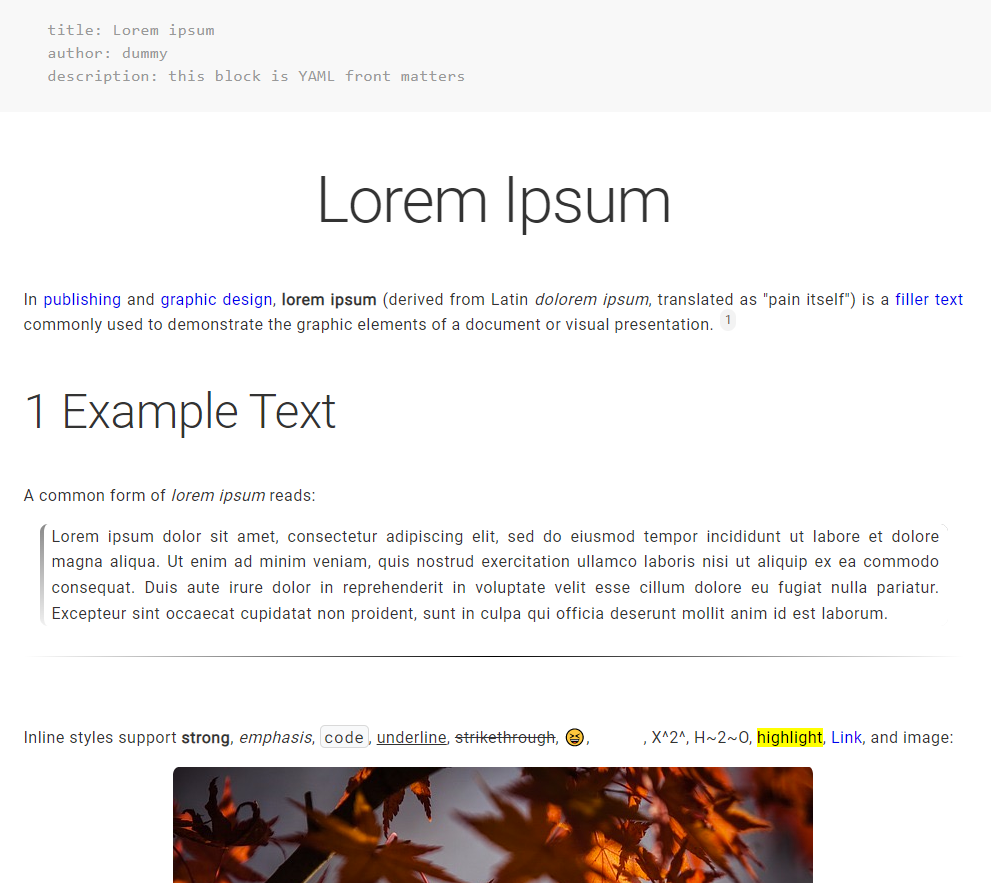 title: Lorem ipsum
author: dummy
description: this block is YAML front matters
Lorem Ipsum
In publishing and graphic design, lorem ipsum (derived from Latin dolorem ipsum, translated as "pain itself") is a filler text
commonly used to demonstrate the graphic elements of a document or visual presentation. 1
1 Example Text
A common form of lorem ipsum reads:
Lorem ipsum dolor sit amet, consectetur adipiscing elit, sed do eiusmod tempor incididunt ut labore et dolore
magna aliqua. Ut enim ad minim veniam, quis nostrud exercitation ullamco laboris nisi ut aliquip ex ea commodo
consequat. Duis aute irure dolor in reprehenderit in voluptate velit esse cillum dolore eu fugiat nulla pariatur.
Excepteur sint occaecat cupidatat non proident, sunt in culpa qui officia deserunt mollit anim id est laborum.
Inline styles support strong, emphasis, code, underline, strikethrough, 😆, , X^2^, H~2~O, highlight, Link, and image: